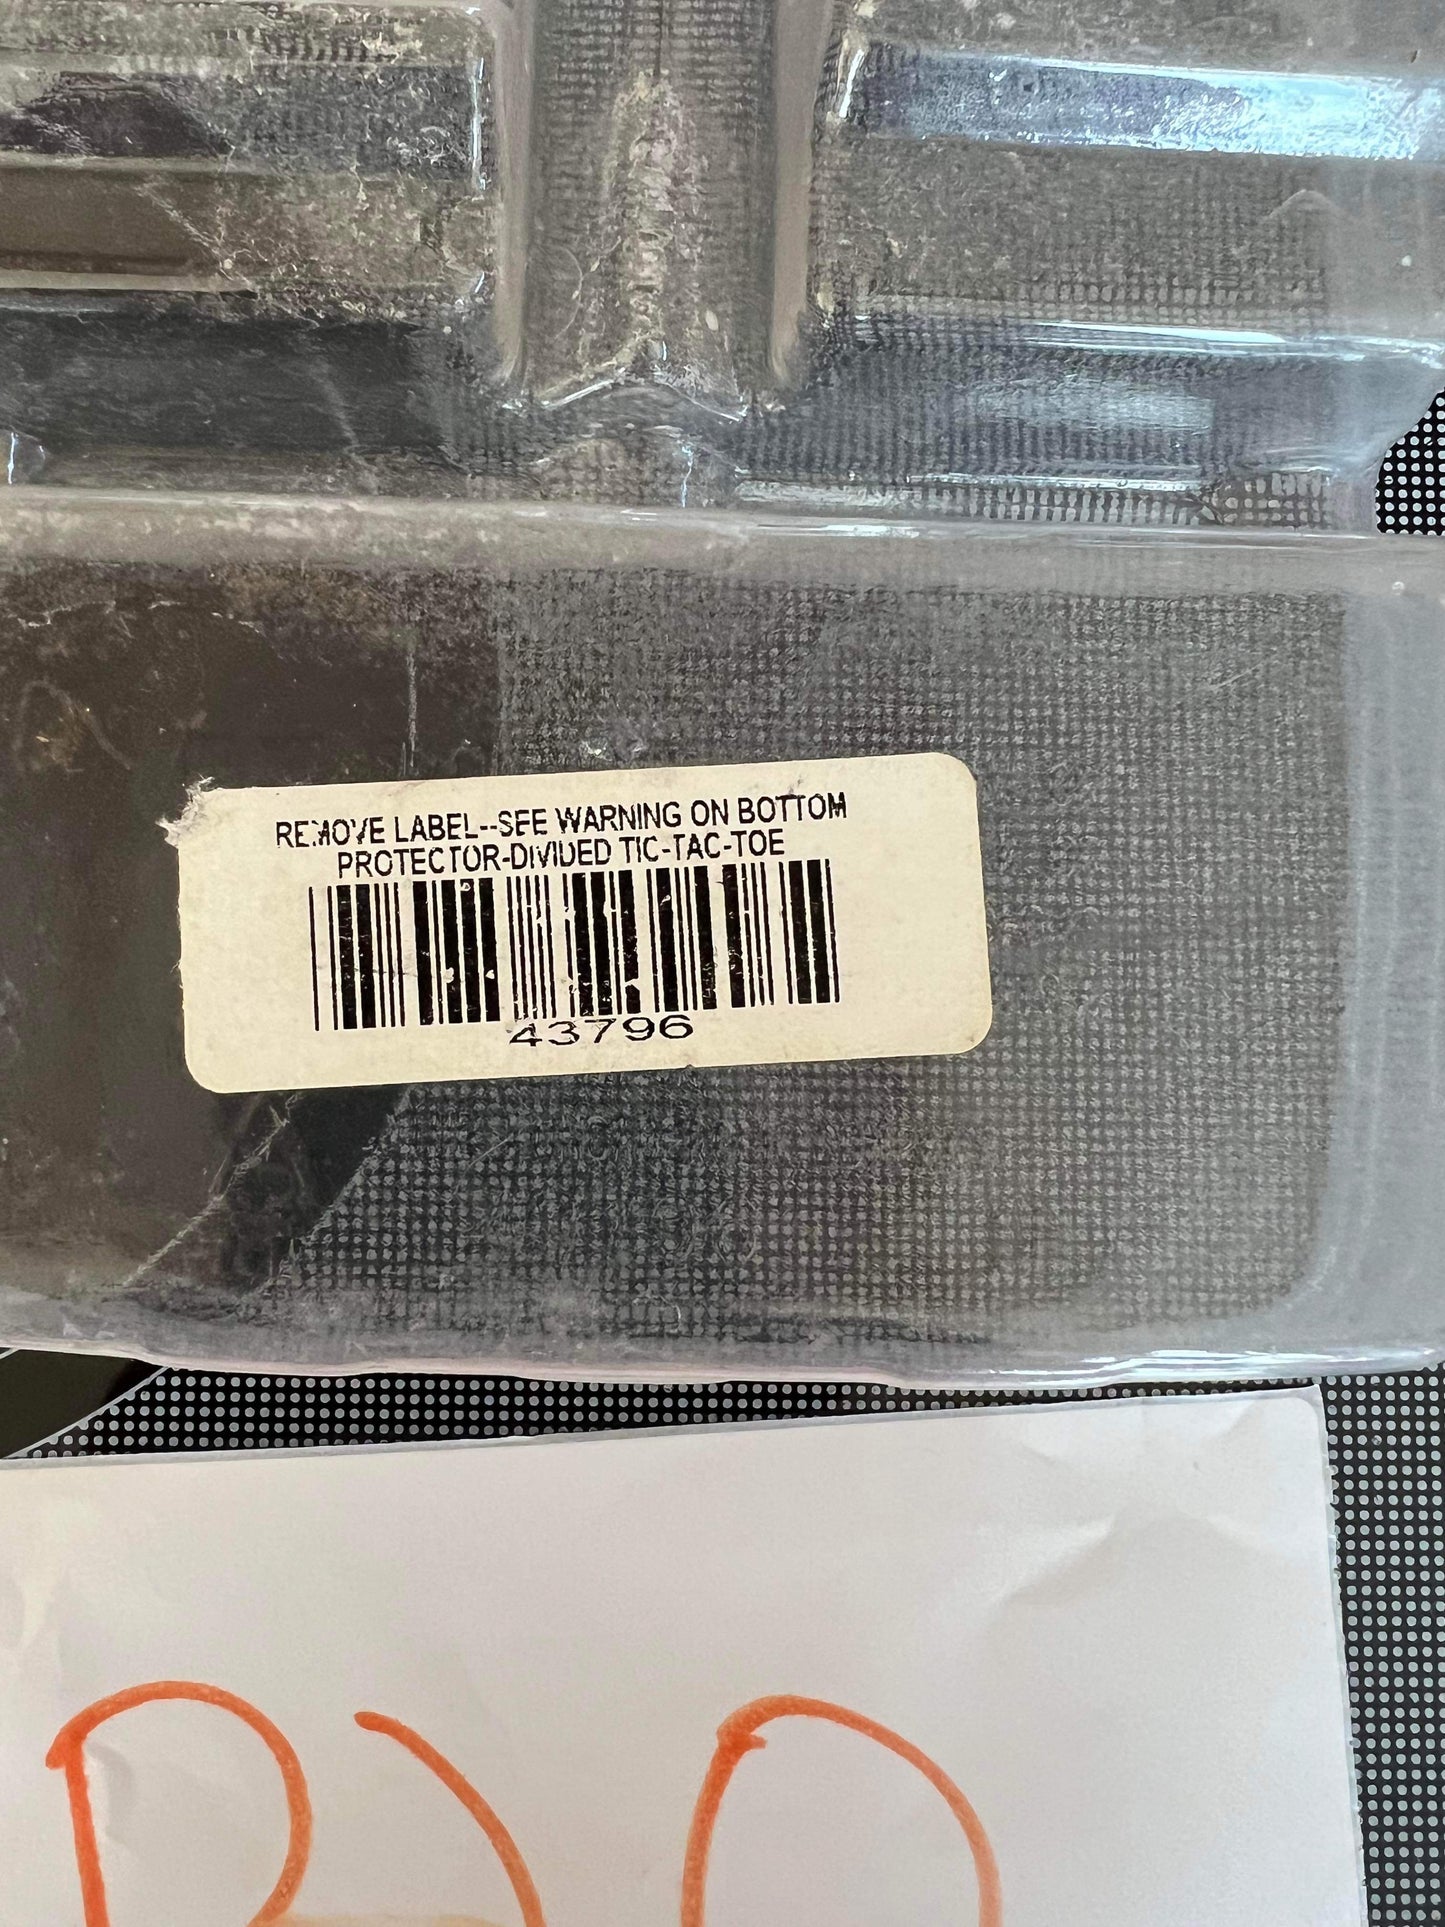 REMOVE LABEL--SEE WARNING ON BOTTOM
PROTECTOR-DIVIDED TIC-TAC-TOE
43796